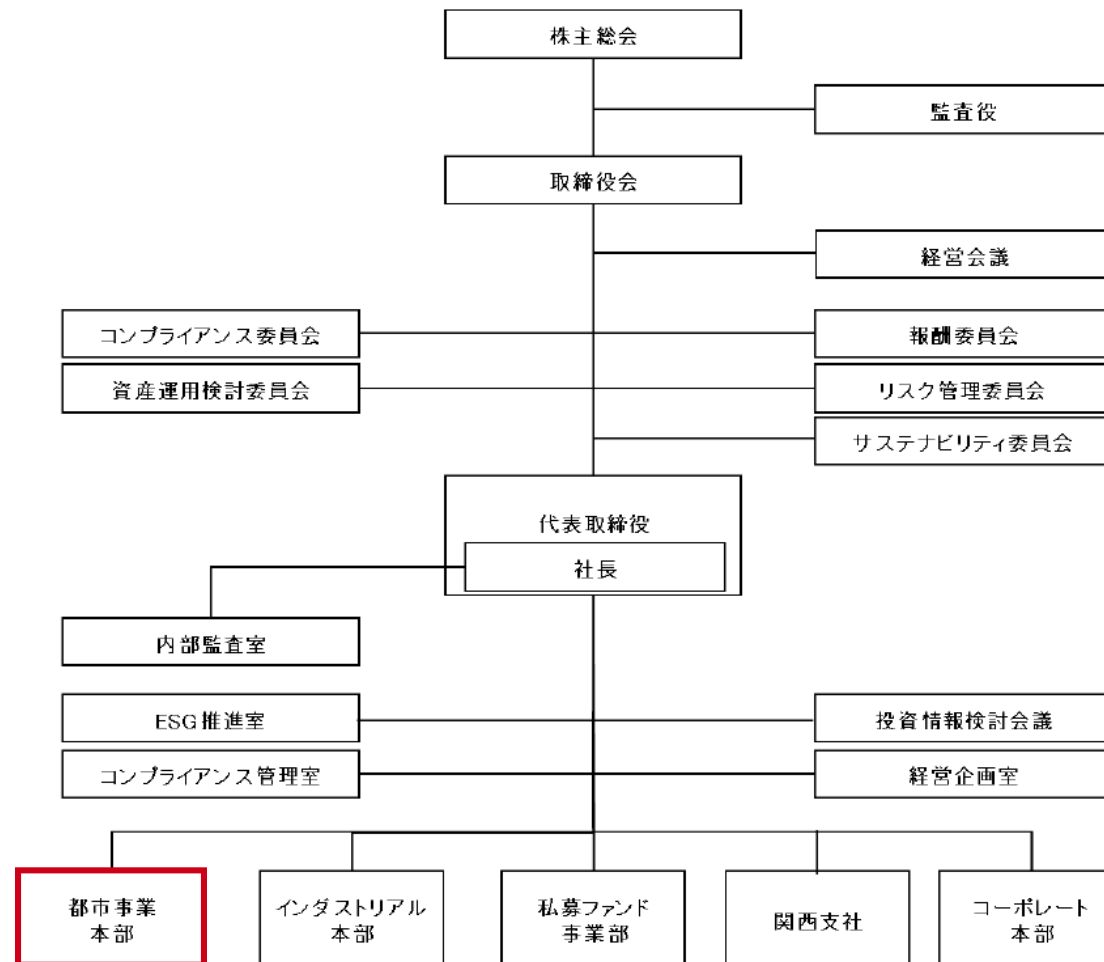 株主総会
監査役
取締役会
経営会議
コンプライアンス委員会
報酬委員会
資産運用検討委員会
リスク管理委員会
サステナビリティ委員会
代表取締役
社長
内部監査室
ESG推進室
投資情報検討会議
コンプライアンス管理室
経営企画室
都市事業
本部
インダストリアル
本部
私募ファンド
事業部
関西支社
コーポレート
本部